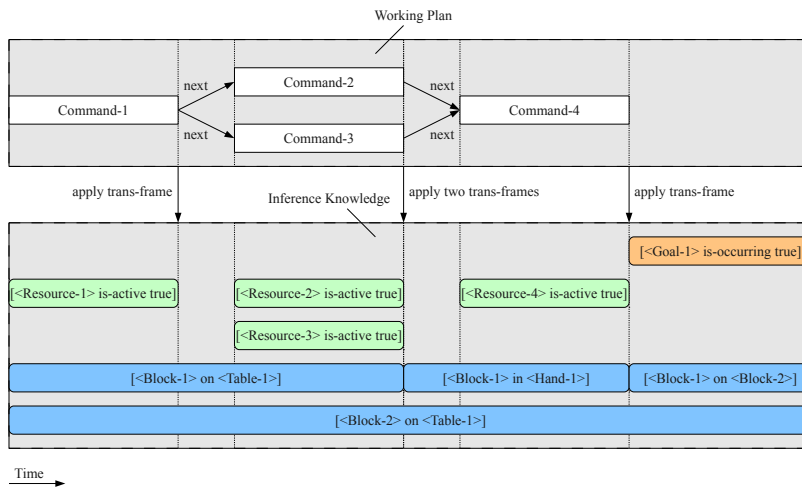 Working Plan
next
Command-2
next
Command-1
Command-4
next
Command-3
next
apply trans-frame
apply two trans-frames
apply trans-frame
Inference Knowledge
[<Goal-1> is-occurring true]
[<Resource-1> is-active true]
[<Resource-2> is-active true]
[<Resource-4> is-active true]
[<Resource-3> is-active true]
[<Block-1> on <Table-1>]
[<Block-1> in <Hand-1>]
[<Block-1> on <Block-2>]
[<Block-2> on <Table-1>]
Time